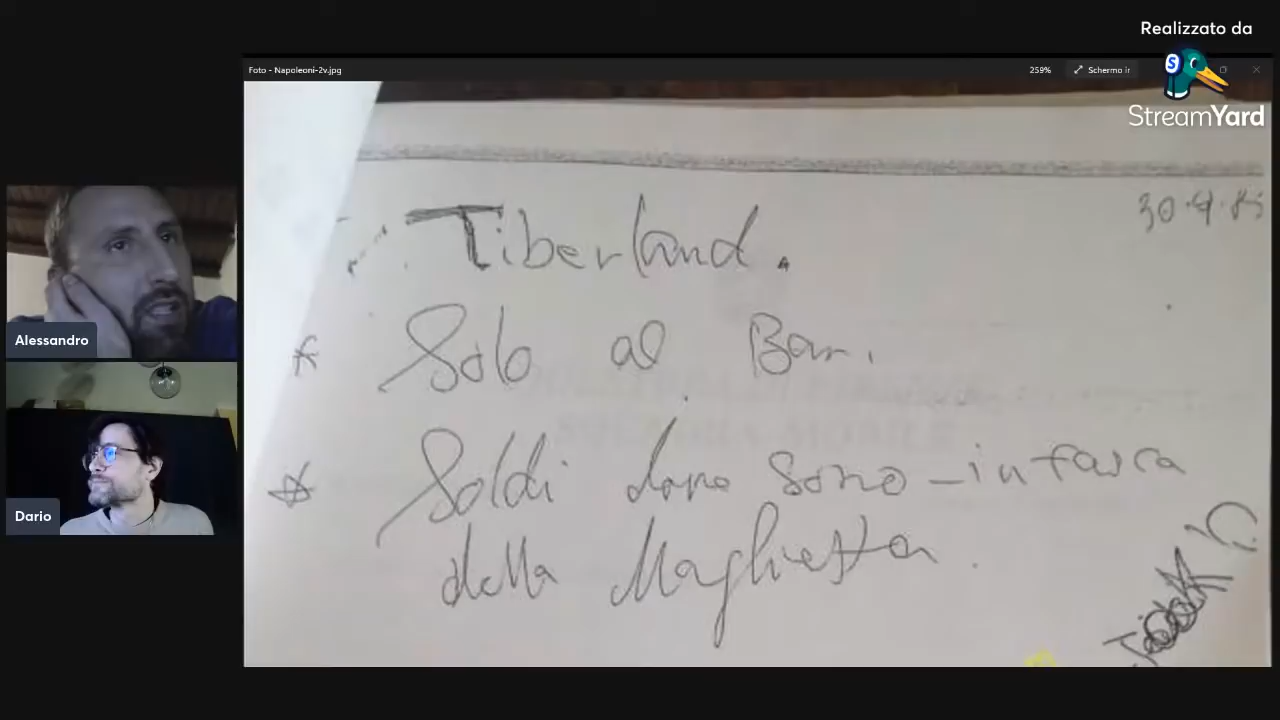 Realizzato da
StreamYard
Foto - Napoleoni-2v.jpg
259%
Schermo ir
30.9.85
Tiberland.
Solo al Bar.
Soldi dove sono - in tasca
della Maglietta.
Alessandro
Dario